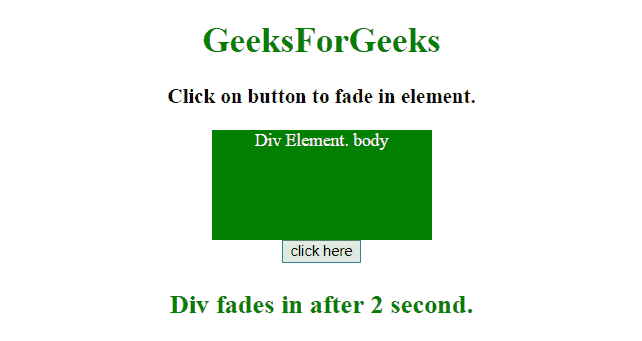 GeeksForGeeks
Click on button to fade in element.
Div Element. body
click here
Div fades in after 2 second.